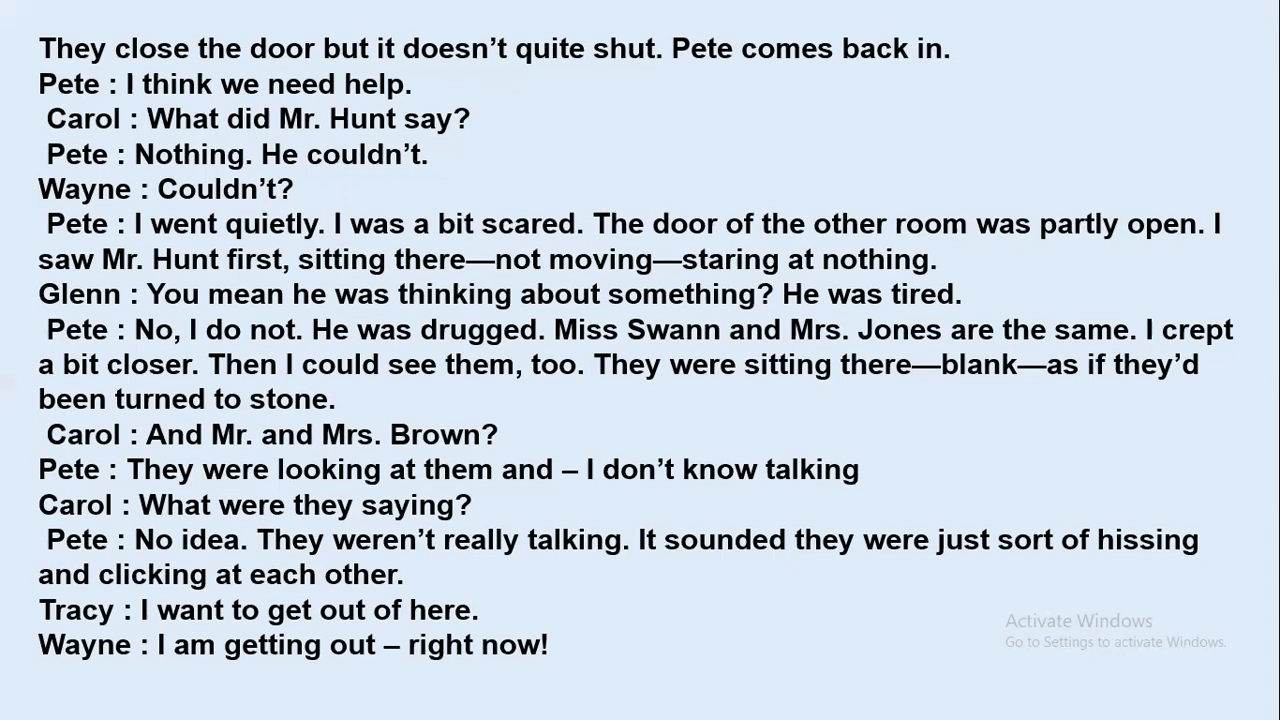 They close the door but it doesn’t quite shut. Pete comes back in.
Pete : I think we need help.
Carol : What did Mr. Hunt say?
Pete : Nothing. He couldn’t.
Wayne : Couldn’t?
Pete : I went quietly. I was a bit scared. The door of the other room was partly open. I
saw Mr. Hunt first, sitting there—not moving—staring at nothing.
Glenn : You mean he was thinking about something? He was tired.
Pete : No, I do not. He was drugged. Miss Swann and Mrs. Jones are the same. I crept
a bit closer. Then I could see them, too. They were sitting there—blank—as if they’d
been turned to stone.
Carol : And Mr. and Mrs. Brown?
Pete : They were looking at them and – I don’t know talking
Carol : What were they saying?
Pete : No idea. They weren’t really talking. It sounded they were just sort of hissing
and clicking at each other.
Tracy : I want to get out of here.
Wayne : I am getting out – right now!
Activate Windows
Go to Settings to activate Windows.